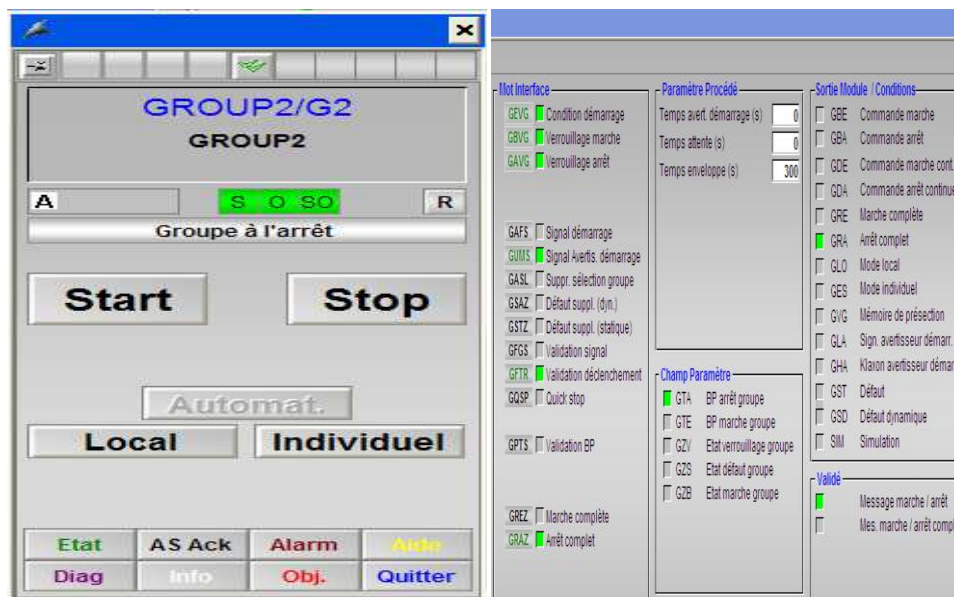 GROUP2/G2
GROUP2
A
S O SO
R
Groupe à l'arrêt
Start
Stop
Automat.
Local
Individuel
Etat
AS Ack
Alarm
Aide
Diag
Info
Obj.
Quitter
Mot Interface
GEVG Condition démarrage
GBVG Verrouillage marche
GAVG Verrouillage arrêt
GAFS Signal démarrage
GUMS Signal Avertis. démarrage
GASL Suppr. sélection groupe
GSAZ Défaut suppl. (dyn.)
GSTZ Défaut suppl. (statique)
GFGS Validation signal
GFTR Validation déclenchement
GQSP Quick stop
GPTS Validation BP
GREZ Marche complète
GRAZ Arrêt complet
Paramètre Procédé
Temps avert. démarrage (s) 0
Temps attente (s) 0
Temps enveloppe (s) 300
Champ Paramètre
GTA BP arrêt groupe
GTE BP marche groupe
GZV Etat verrouillage groupe
GZS Etat défaut groupe
GZB Etat marche groupe
Sortie Module / Conditions
GBE Commande marche
GBA Commande arrêt
GDE Commande marche cont.
GDA Commande arrêt continue
GRE Marche complète
GRA Arrêt complet
GLO Mode local
GES Mode individuel
GVG Mémoire de présection
GLA Sign. avertisseur démarr.
GHA Klaxon avertisseur démar
GST Défaut
GSD Défaut dynamique
SIM Simulation
Validé
Message marche / arrêt
Mes. marche / arrêt compl